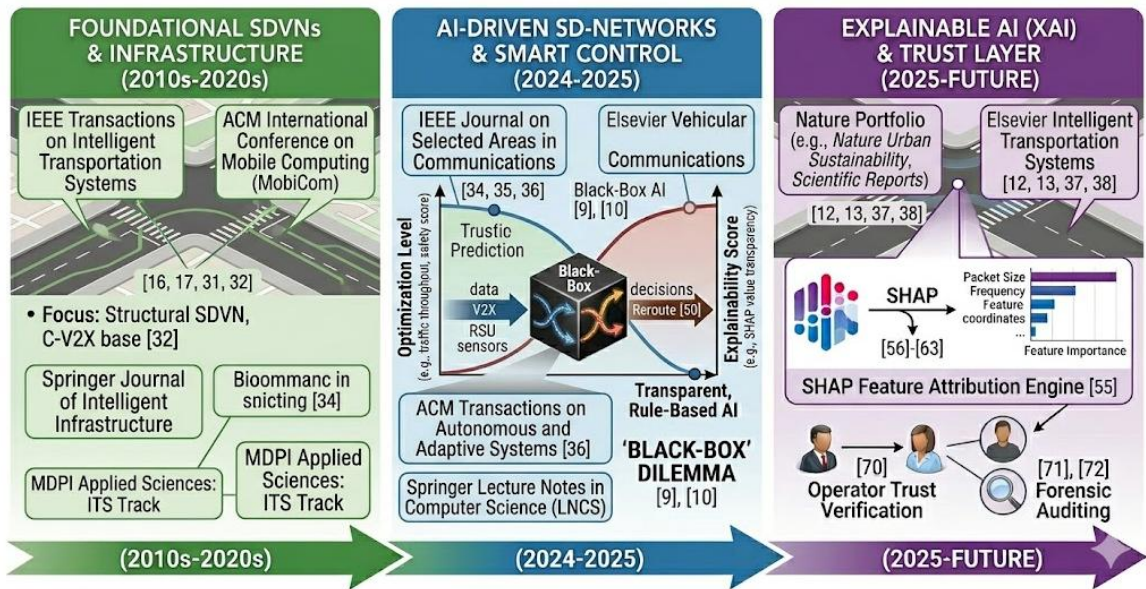 FOUNDATIONAL SDVNs
& INFRASTRUCTURE
(2010s-2020s)
IEEE Transactions
on Intelligent
Transportation
Systems
ACM International
Conference on
Mobile Computing
(MobiCom)
[16, 17, 31, 32]
• Focus: Structural SDVN,
C-V2X base [32]
Springer Journal
of Intelligent
Infrastructure
Bioommanc in
snicting [34]
MDPI Applied Sciences:
ITS Track
MDPI Applied
Sciences:
ITS Track
(2010s-2020s)
AI-DRIVEN SD-NETWORKS
& SMART CONTROL
(2024-2025)
IEEE Journal on
Selected Areas in
Communications
[34, 35, 36]
Elsevier Vehicular
Communications
Black-Box AI
[9], [10]
Optimization Level
(e.g., traffic throughput, safety score)
Trustic
Prediction
data
V2X
RSU
sensors
Black-
Box
decisions
Reroute [50]
Explainability Score
(e.g., SHAP value transparency)
Transparent,
Rule-Based AI
ACM Transactions on
Autonomous and
Adaptive Systems [36]
Springer Lecture Notes in
Computer Science (LNCS)
'BLACK-BOX'
DILEMMA
[9], [10]
(2024-2025)
EXPLAINABLE AI (XAI)
& TRUST LAYER
(2025-FUTURE)
Nature Portfolio
(e.g., Nature Urban
Sustainability,
Scientific Reports)
[12, 13, 37, 38]
Elsevier Intelligent
Transportation
Systems
[12, 13, 37, 38]
SHAP
[56]-[63]
Packet Size
Frequency
Feature
coordinates
...
Feature Importance
SHAP Feature Attribution Engine [55]
[70]
Operator Trust
Verification
[71], [72]
Forensic
Auditing
(2025-FUTURE)